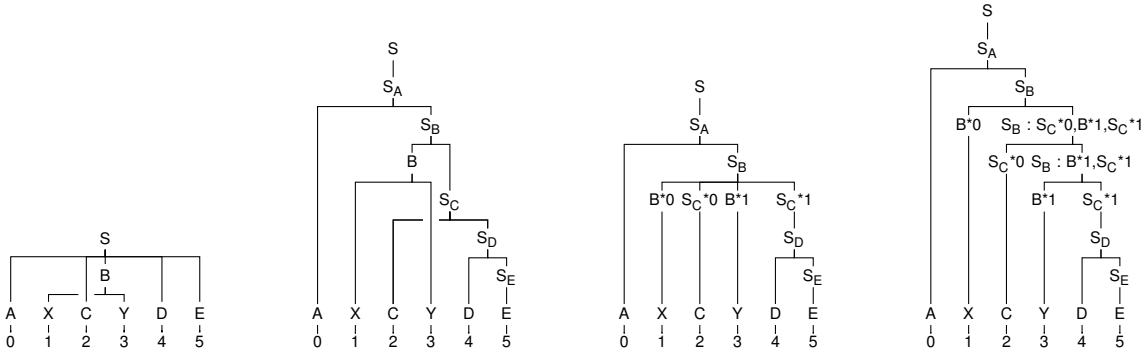 S
B
A X C Y D E
0 1 2 3 4 5
S
S_A
S_B
B
S_C
S_D
S_E
A X C Y D E
0 1 2 3 4 5
S
S_A
S_B
B*0 S_C*0 B*1 S_C*1
S_D
S_E
A X C Y D E
0 1 2 3 4 5
S
S_A
S_B
B*0 S_B : S_C*0,B*1,S_C*1
S_C*0 S_B : B*1,S_C*1
B*1 S_C*1
S_D
S_E
A X C Y D E
0 1 2 3 4 5